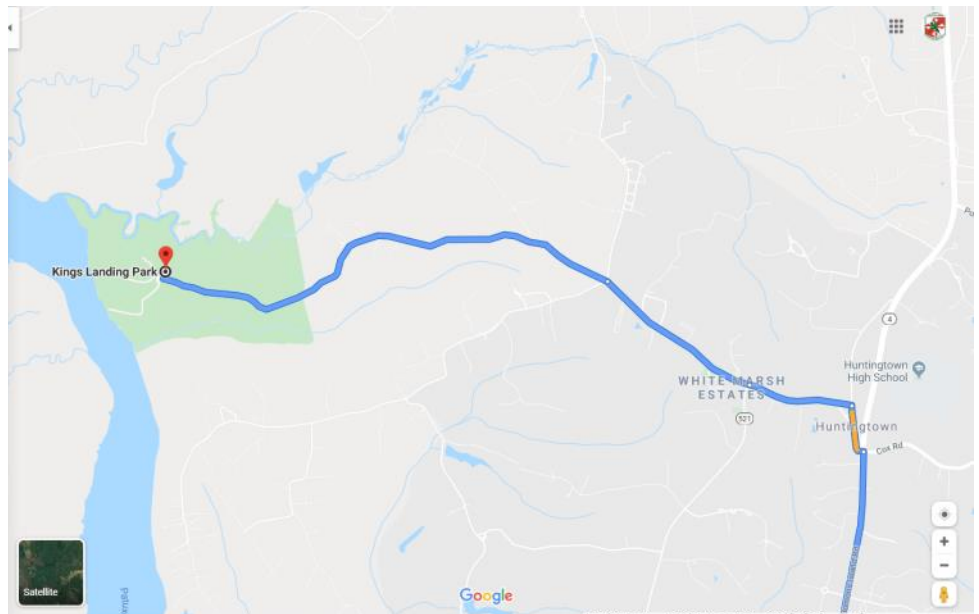 4
Kings Landing Park
Huntingtown
High School
WHITE MARSH
ESTATES
521
Huntingtown
Cox Rd
Satellite
Google